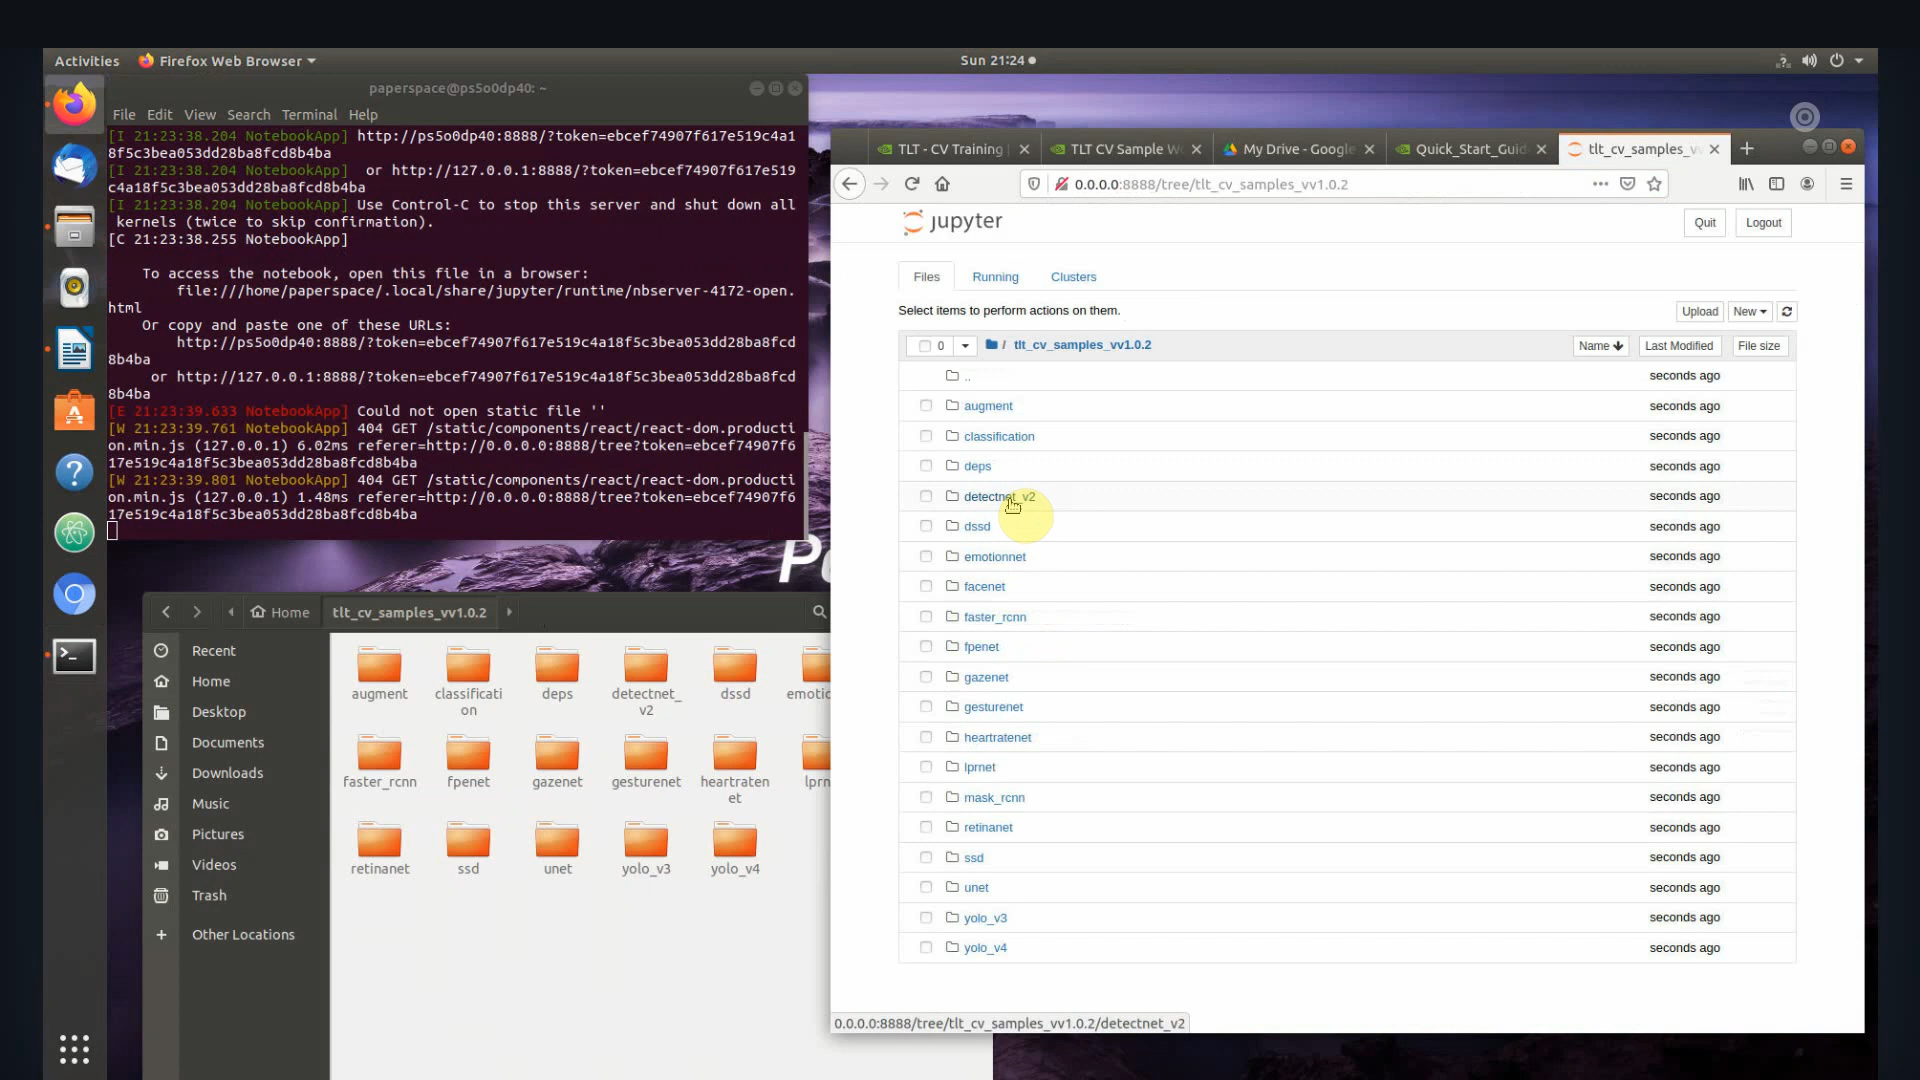 Activities
Firefox Web Browser
Sun 21:24
paperspace@ps5o0dp40: ~
File Edit View Search Terminal Help
[I 21:23:38.204 NotebookApp] http://ps5o0dp40:8888/?token=ebcef74907f617e519c4a1
8f5c3bea053dd28ba8fcd8b4ba
[I 21:23:38.204 NotebookApp]  or http://127.0.0.1:8888/?token=ebcef74907f617e519
c4a18f5c3bea053dd28ba8fcd8b4ba
[I 21:23:38.204 NotebookApp] Use Control-C to stop this server and shut down all
 kernels (twice to skip confirmation).
[C 21:23:38.255 NotebookApp]
To access the notebook, open this file in a browser:
file:///home/paperspace/.local/share/jupyter/runtime/nbserver-4172-open.
html
Or copy and paste one of these URLs:
http://ps5o0dp40:8888/?token=ebcef74907f617e519c4a18f5c3bea053dd28ba8fcd
8b4ba
or http://127.0.0.1:8888/?token=ebcef74907f617e519c4a18f5c3bea053dd28ba8fcd
8b4ba
[E 21:23:39.633 NotebookApp] Could not open static file ''
[W 21:23:39.761 NotebookApp] 404 GET /static/components/react/react-dom.producti
on.min.js (127.0.0.1) 6.02ms referer=http://0.0.0.0:8888/tree?token=ebcef74907f6
17e519c4a18f5c3bea053dd28ba8fcd8b4ba
[W 21:23:39.801 NotebookApp] 404 GET /static/components/react/react-dom.producti
on.min.js (127.0.0.1) 1.48ms referer=http://0.0.0.0:8888/tree?token=ebcef74907f6
17e519c4a18f5c3bea053dd28ba8fcd8b4ba
Home
tlt_cv_samples_vv1.0.2
Recent
Home
Desktop
Documents
Downloads
Music
Pictures
Videos
Trash
Other Locations
augment
classificati
on
deps
detectnet_
v2
dssd
emotio
faster_rcnn
fpenet
gazenet
gesturenet
heartraten
et
lprn
retinanet
ssd
unet
yolo_v3
yolo_v4
TLT - CV Training
TLT CV Sample W
My Drive - Google
Quick_Start_Guid
tlt_cv_samples_v
0.0.0.0:8888/tree/tlt_cv_samples_vv1.0.2
jupyter
Quit
Logout
Files
Running
Clusters
Select items to perform actions on them.
Upload
New
0
/
tlt_cv_samples_vv1.0.2
Name
Last Modified
File size
.. seconds ago
augment seconds ago
classification seconds ago
deps seconds ago
detectnet_v2 seconds ago
dssd seconds ago
emotionnet seconds ago
facenet seconds ago
faster_rcnn seconds ago
fpenet seconds ago
gazenet seconds ago
gesturenet seconds ago
heartratenet seconds ago
lprnet seconds ago
mask_rcnn seconds ago
retinanet seconds ago
ssd seconds ago
unet seconds ago
yolo_v3 seconds ago
yolo_v4 seconds ago
0.0.0.0:8888/tree/tlt_cv_samples_vv1.0.2/detectnet_v2